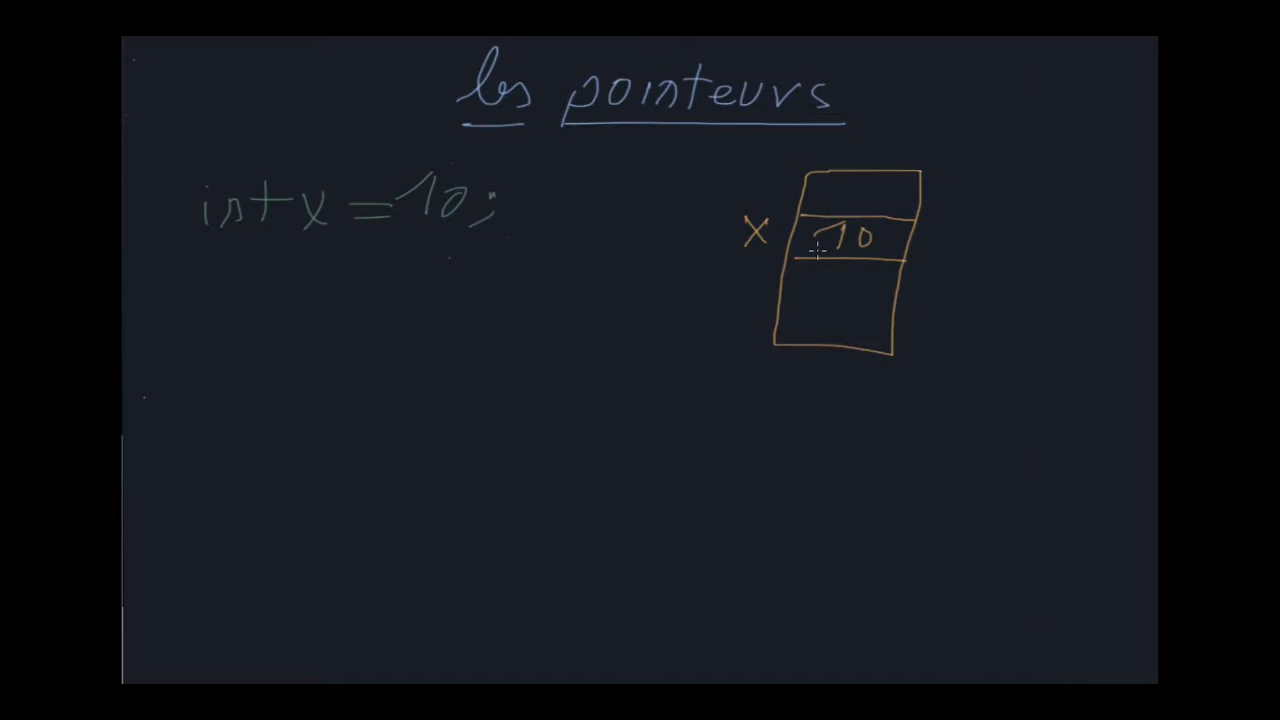 les pointeurs
int x = 10;
x 10